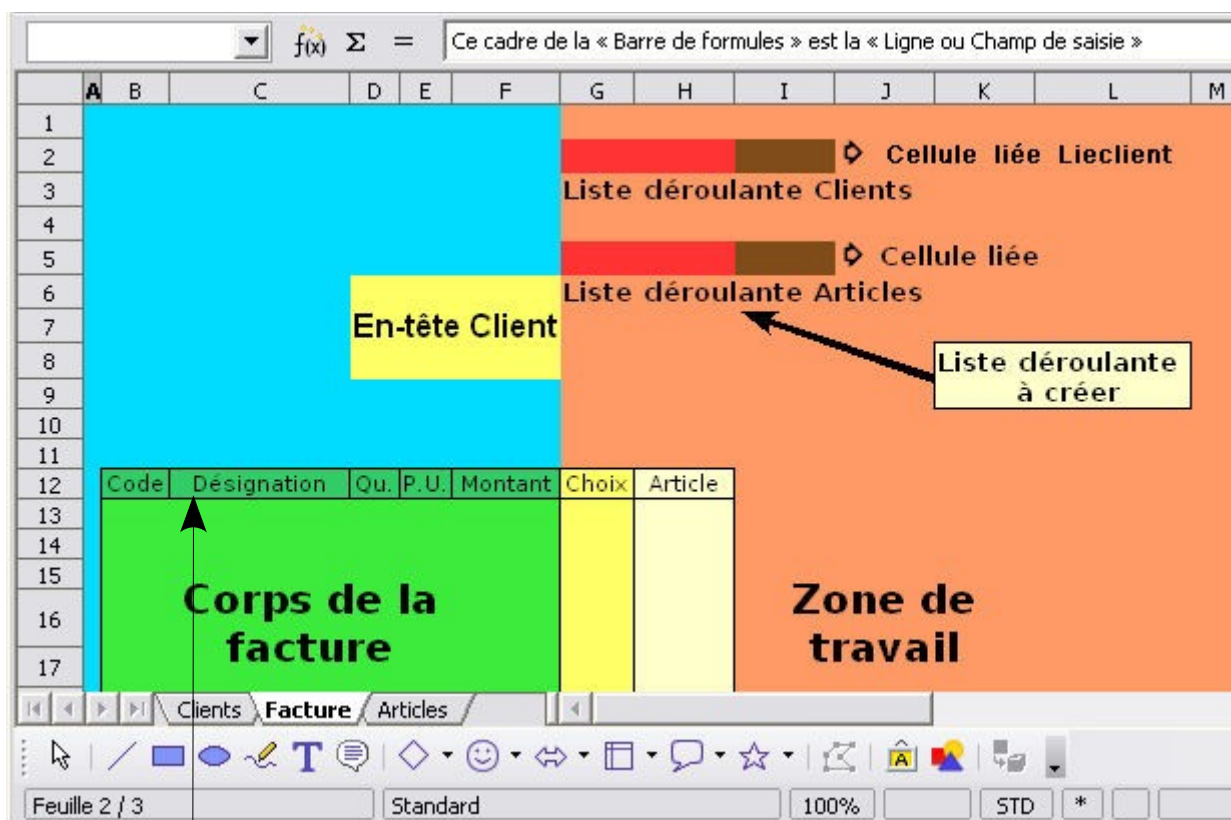 f(x) Σ = Ce cadre de la « Barre de formules » est la « Ligne ou Champ de saisie »
A B C D E F G H I J K L M
1
2 Cellule liée Lieclient
3 Liste déroulante Clients
4
5 Cellule liée
6 Liste déroulante Articles
7 En-tête Client
8 Liste déroulante
9 à créer
10
11
12 Code Désignation Qu. P.U. Montant Choix Article
13
14
15
16 Corps de la Zone de
17 facture travail
Clients Facture Articles
T A
Feuille 2 / 3 Standard 100% STD *